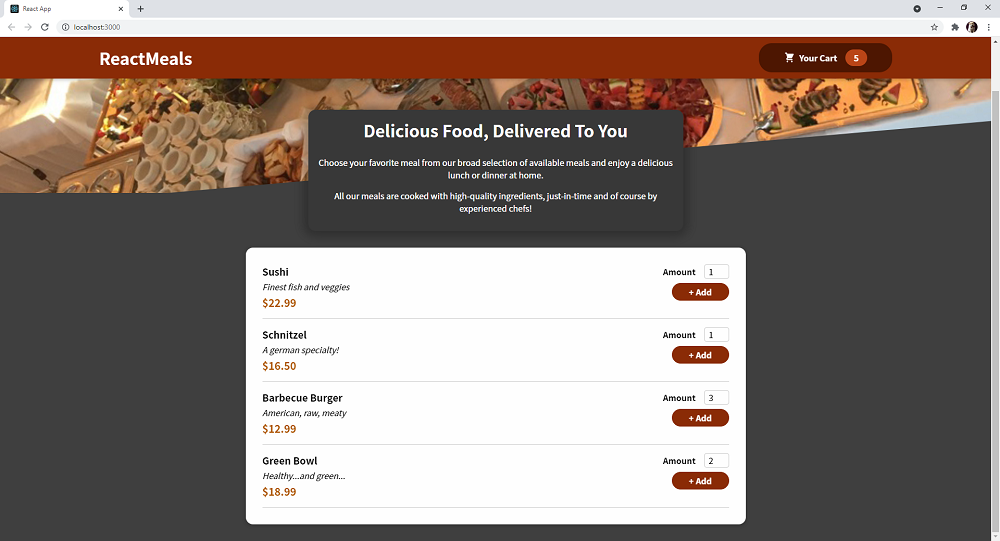 React App
localhost:3000
ReactMeals
Your Cart 5
Delicious Food, Delivered To You
Choose your favorite meal from our broad selection of available meals and enjoy a delicious
lunch or dinner at home.
All our meals are cooked with high-quality ingredients, just-in-time and of course by
experienced chefs!
Sushi
Amount 1
Finest fish and veggies
$22.99
+ Add
Schnitzel
Amount 1
A german specialty!
$16.50
+ Add
Barbecue Burger
Amount 3
American, raw, meaty
$12.99
+ Add
Green Bowl
Amount 2
Healthy...and green...
$18.99
+ Add